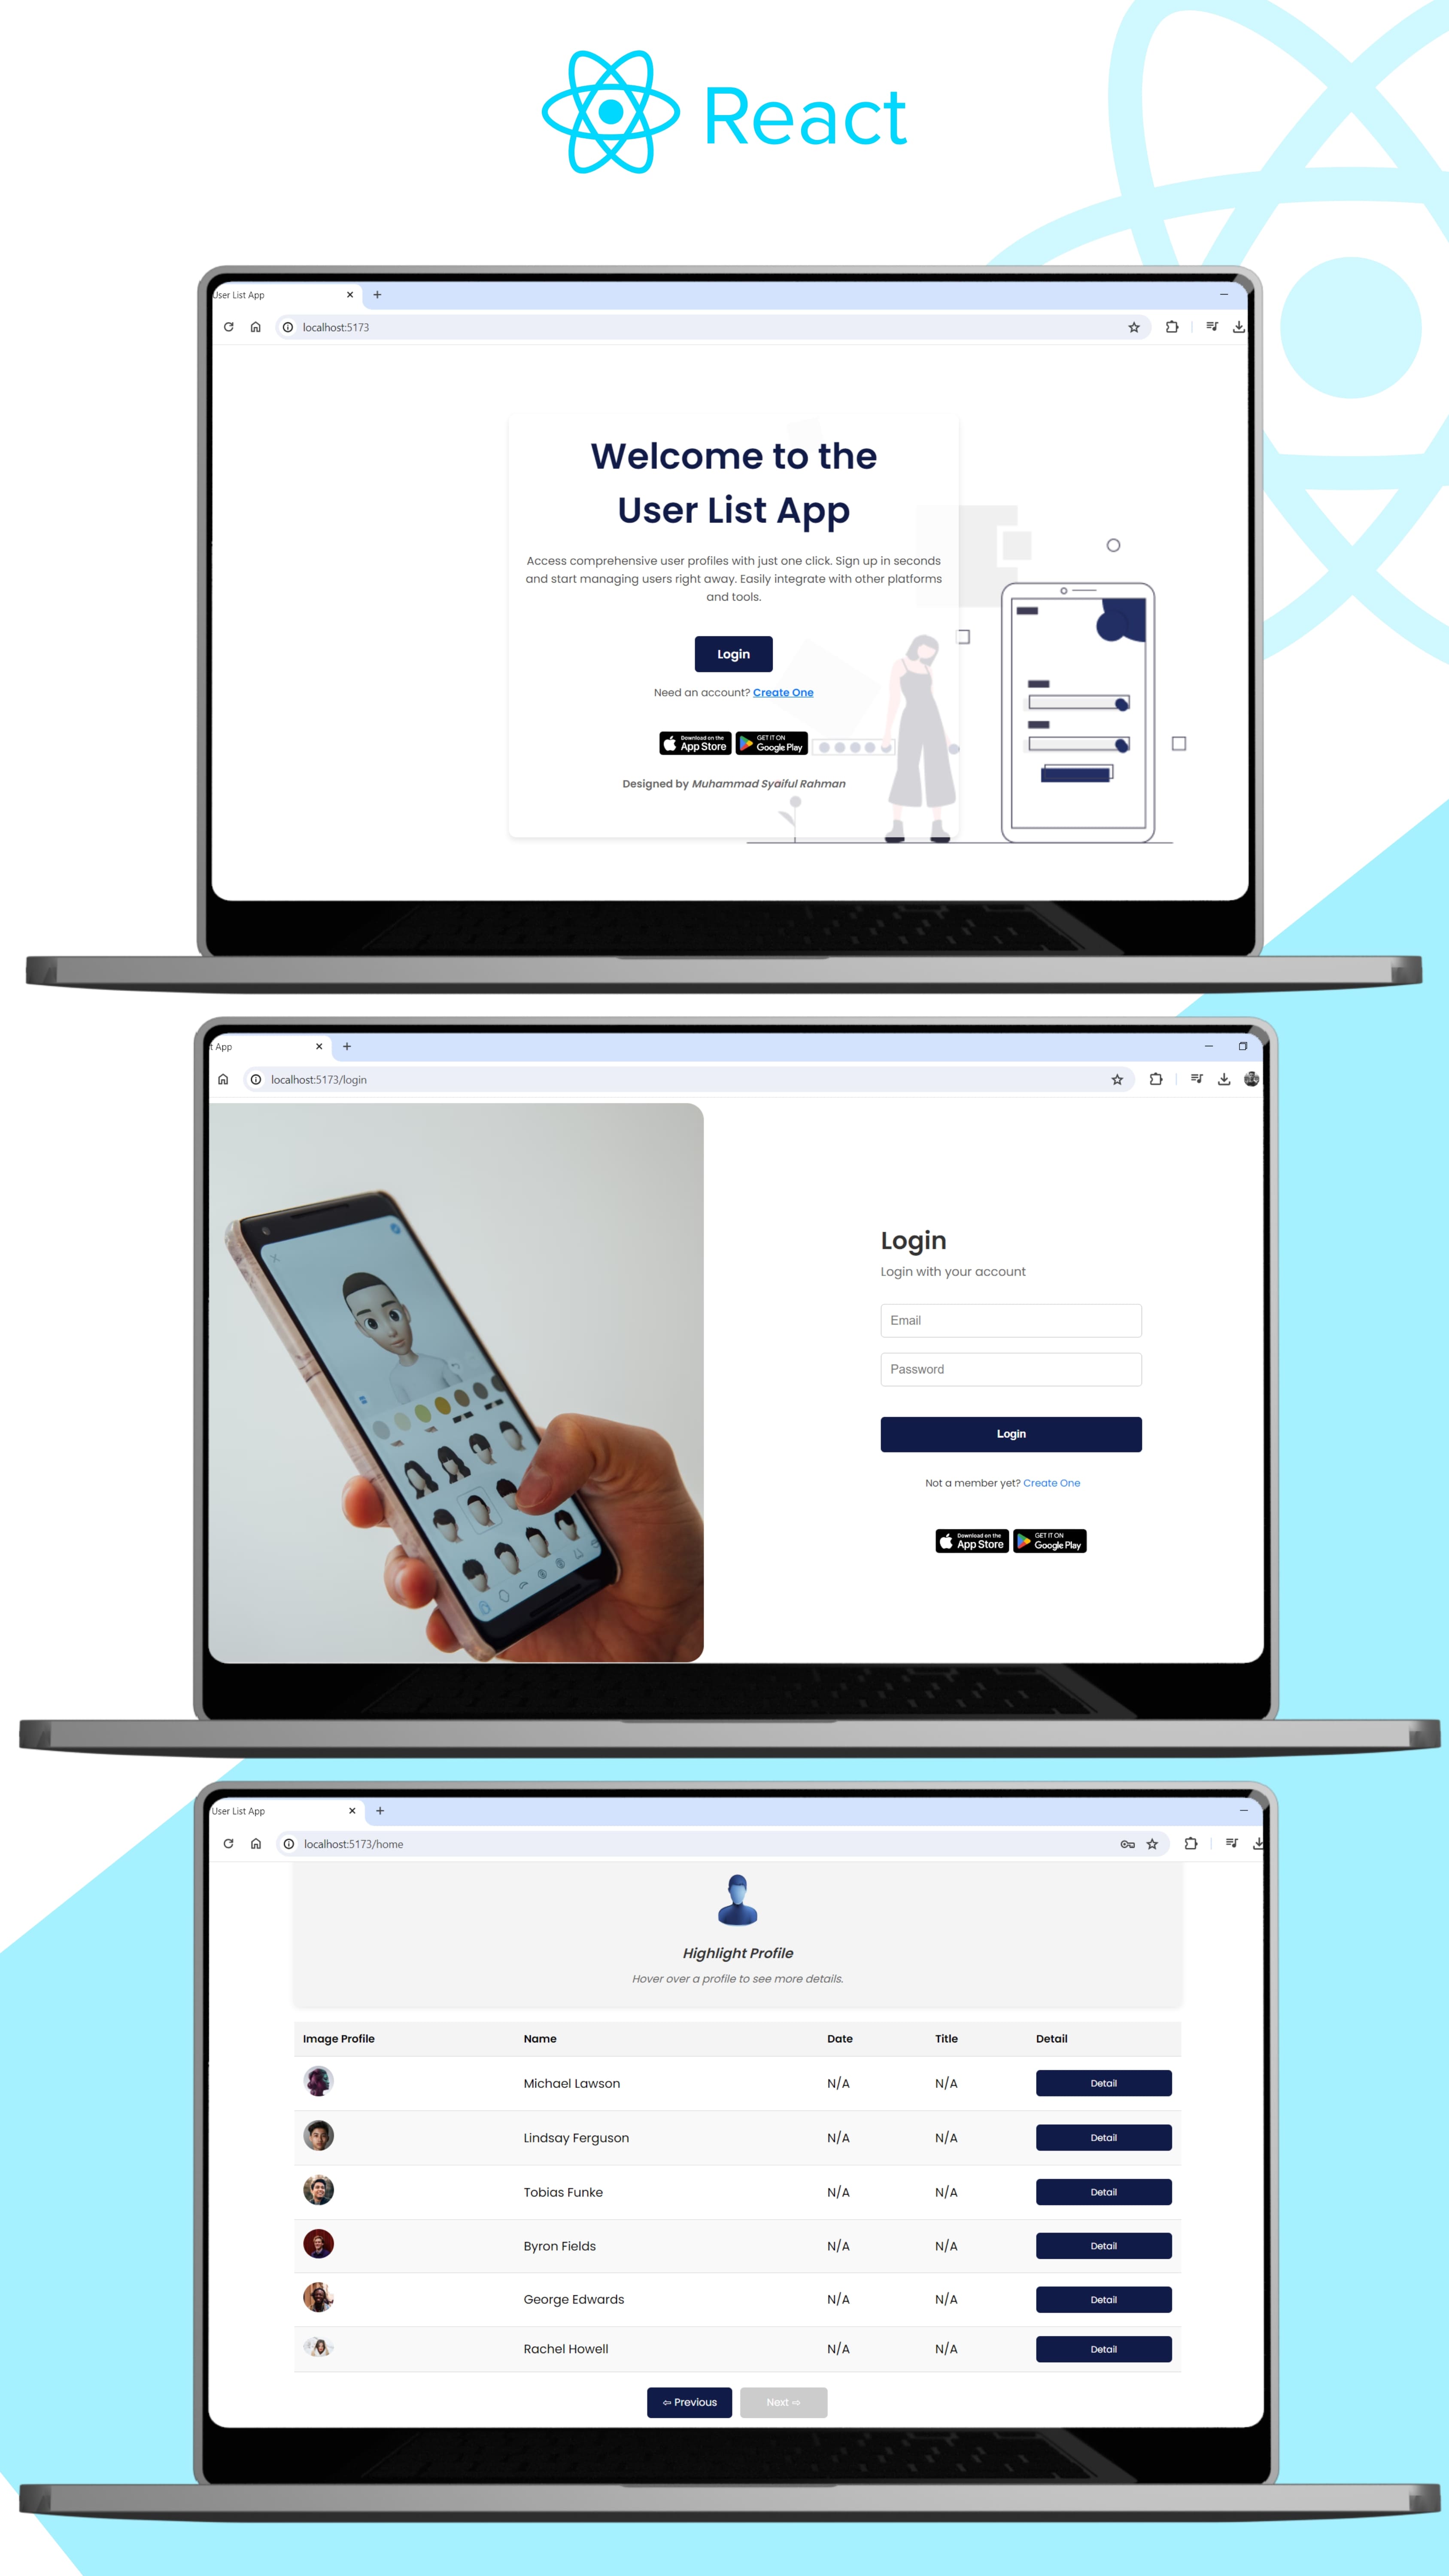 React
User List App
localhost:5173
Welcome to the
User List App
Access comprehensive user profiles with just one click. Sign up in seconds
and start managing users right away. Easily integrate with other platforms
and tools.
Login
Need an account? Create One
Download on the
App Store
GET IT ON
Google Play
Designed by Muhammad Syaiful Rahman
t App
localhost:5173/login
Login
Login with your account
Email
Password
Login
Not a member yet? Create One
Download on the
App Store
GET IT ON
Google Play
User List App
localhost:5173/home
Highlight Profile
Hover over a profile to see more details.
Image Profile Name Date Title Detail
Michael Lawson N/A N/A Detail
Lindsay Ferguson N/A N/A Detail
Tobias Funke N/A N/A Detail
Byron Fields N/A N/A Detail
George Edwards N/A N/A Detail
Rachel Howell N/A N/A Detail
⇦ Previous Next ⇨